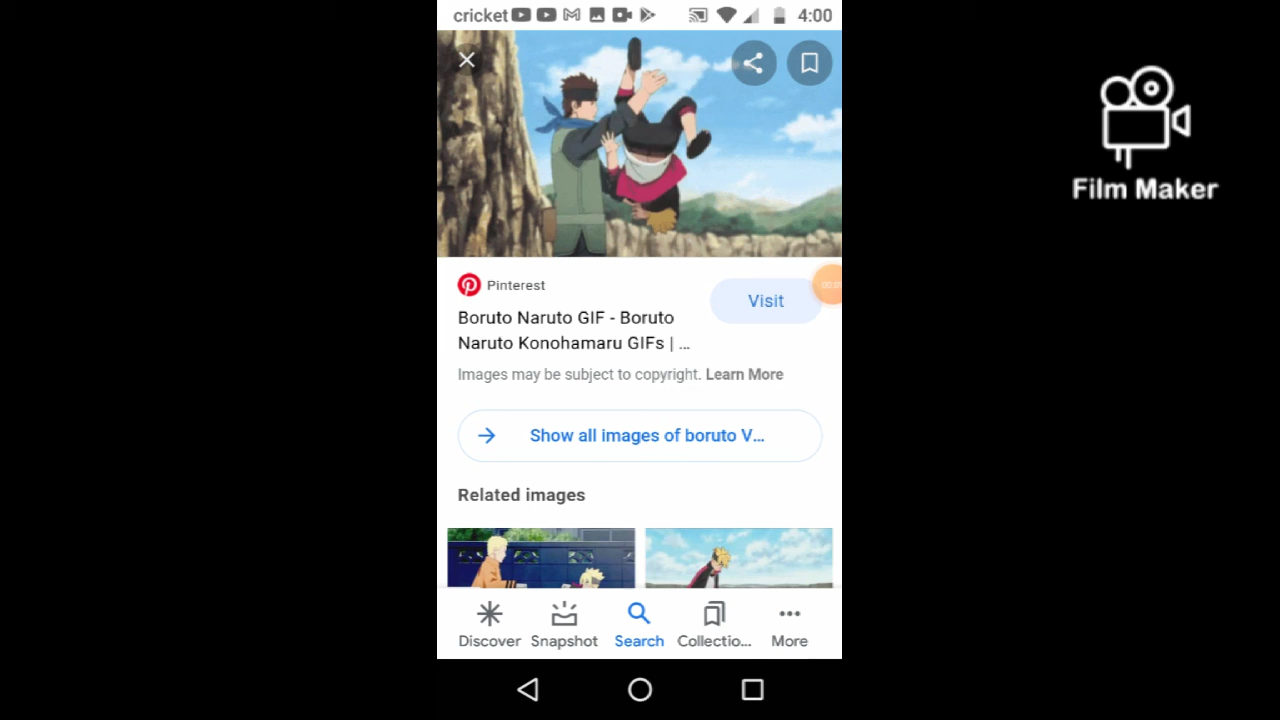 cricket 4:00
Film Maker
Pinterest
Visit
Boruto Naruto GIF - Boruto
Naruto Konohamaru GIFs | ...
Images may be subject to copyright. Learn More
Show all images of boruto V...
Related images
Discover Snapshot Search Collectio... More